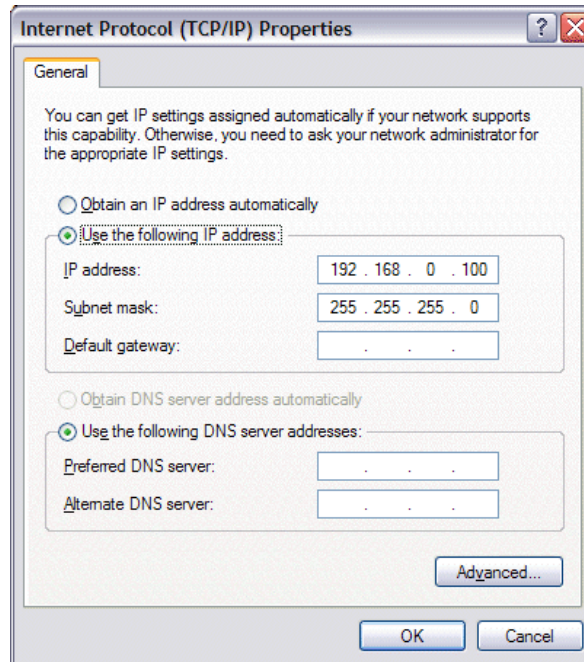 Internet Protocol (TCP/IP) Properties
General
You can get IP settings assigned automatically if your network supports
this capability. Otherwise, you need to ask your network administrator for
the appropriate IP settings.
Obtain an IP address automatically
Use the following IP address:
IP address: 192 . 168 . 0 . 100
Subnet mask: 255 . 255 . 255 . 0
Default gateway: . . .
Obtain DNS server address automatically
Use the following DNS server addresses:
Preferred DNS server: . . .
Alternate DNS server: . . .
Advanced...
OK Cancel